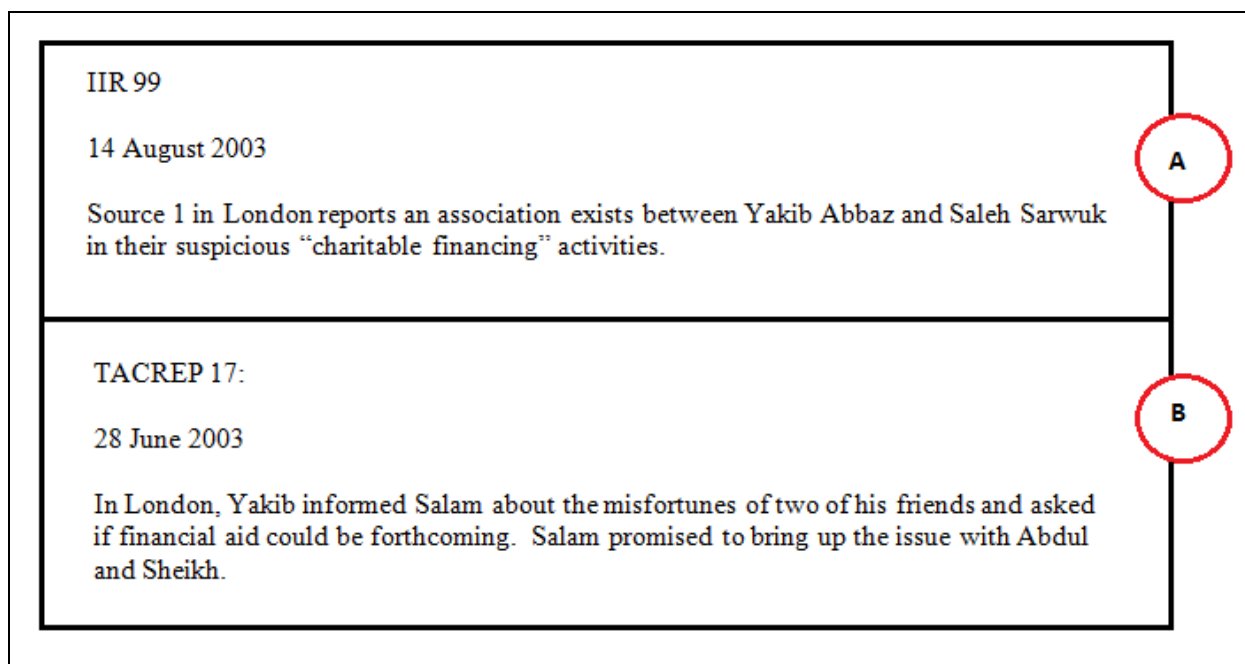 IIR 99
14 August 2003
A
Source 1 in London reports an association exists between Yakib Abbaz and Saleh Sarwuk
in their suspicious “charitable financing” activities.
TACREP 17:
B
28 June 2003
In London, Yakib informed Salam about the misfortunes of two of his friends and asked
if financial aid could be forthcoming.  Salam promised to bring up the issue with Abdul
and Sheikh.